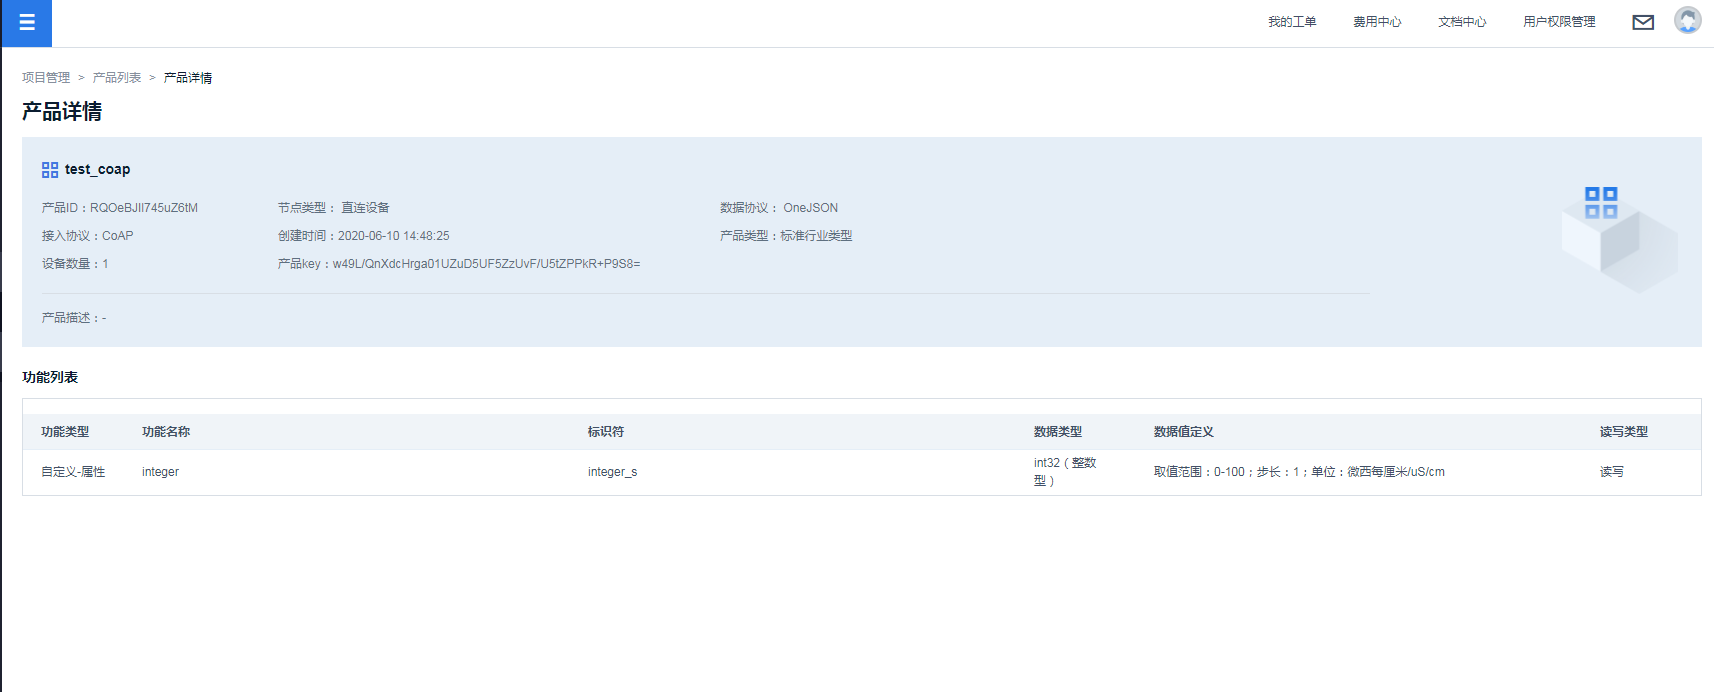 我的工单 费用中心 文档中心 用户权限管理
项目管理 > 产品列表 > 产品详情
产品详情
test_coap
产品ID：RQOeBJII745uZ6tM 节点类型： 直连设备 数据协议： OneJSON
接入协议：CoAP 创建时间：2020-06-10 14:48:25 产品类型：标准行业类型
设备数量：1 产品key：w49L/QnXdcHrga01UZuD5UF5ZzUvF/U5tZPPkR+P9S8=
产品描述：-
功能列表
功能类型 功能名称 标识符 数据类型 数据值定义 读写类型
自定义-属性 integer integer_s int32（整数型） 取值范围：0-100；步长：1；单位：微西每厘米/uS/cm 读写